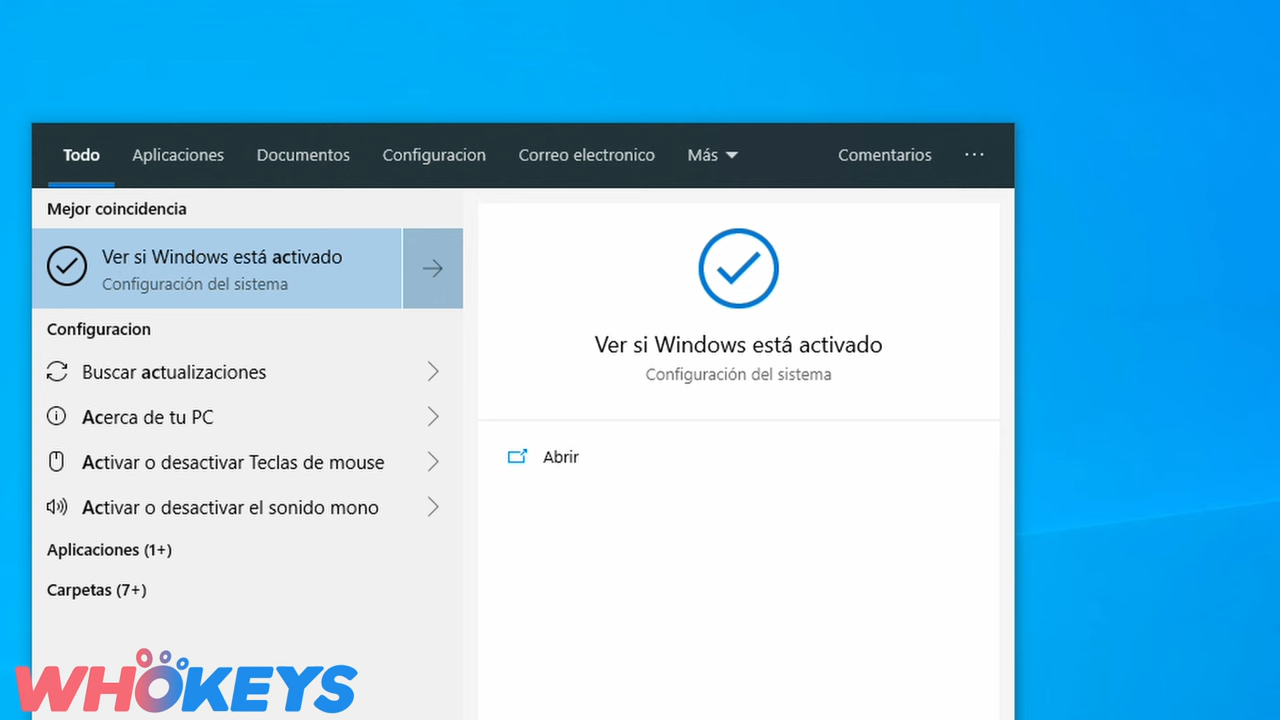 Todo Aplicaciones Documentos Configuracion Correo electronico Más Comentarios ...
Mejor coincidencia
Ver si Windows está activado
Configuración del sistema
Configuracion
Buscar actualizaciones
Acerca de tu PC
Activar o desactivar Teclas de mouse
Activar o desactivar el sonido mono
Aplicaciones (1+)
Carpetas (7+)
Ver si Windows está activado
Configuración del sistema
Abrir
WHOKEYS